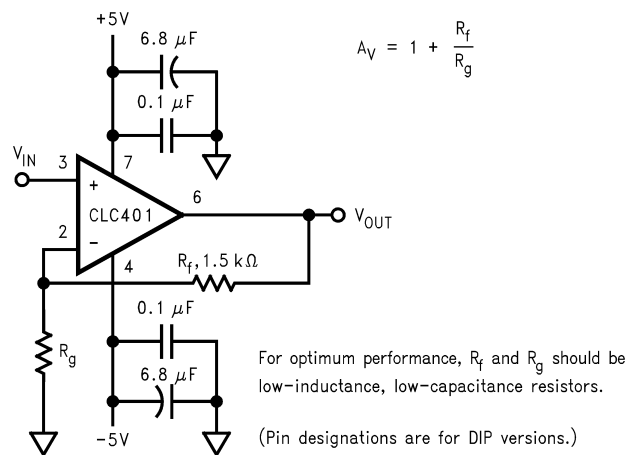 +5V
6.8 μF
A_V = 1 + R_f / R_g
0.1 μF
V_IN
3
7
+
CLC401
6
V_OUT
2
−
4
R_f, 1.5 kΩ
0.1 μF
R_g
6.8 μF
−5V
For optimum performance, R_f and R_g should be
low-inductance, low-capacitance resistors.
(Pin designations are for DIP versions.)